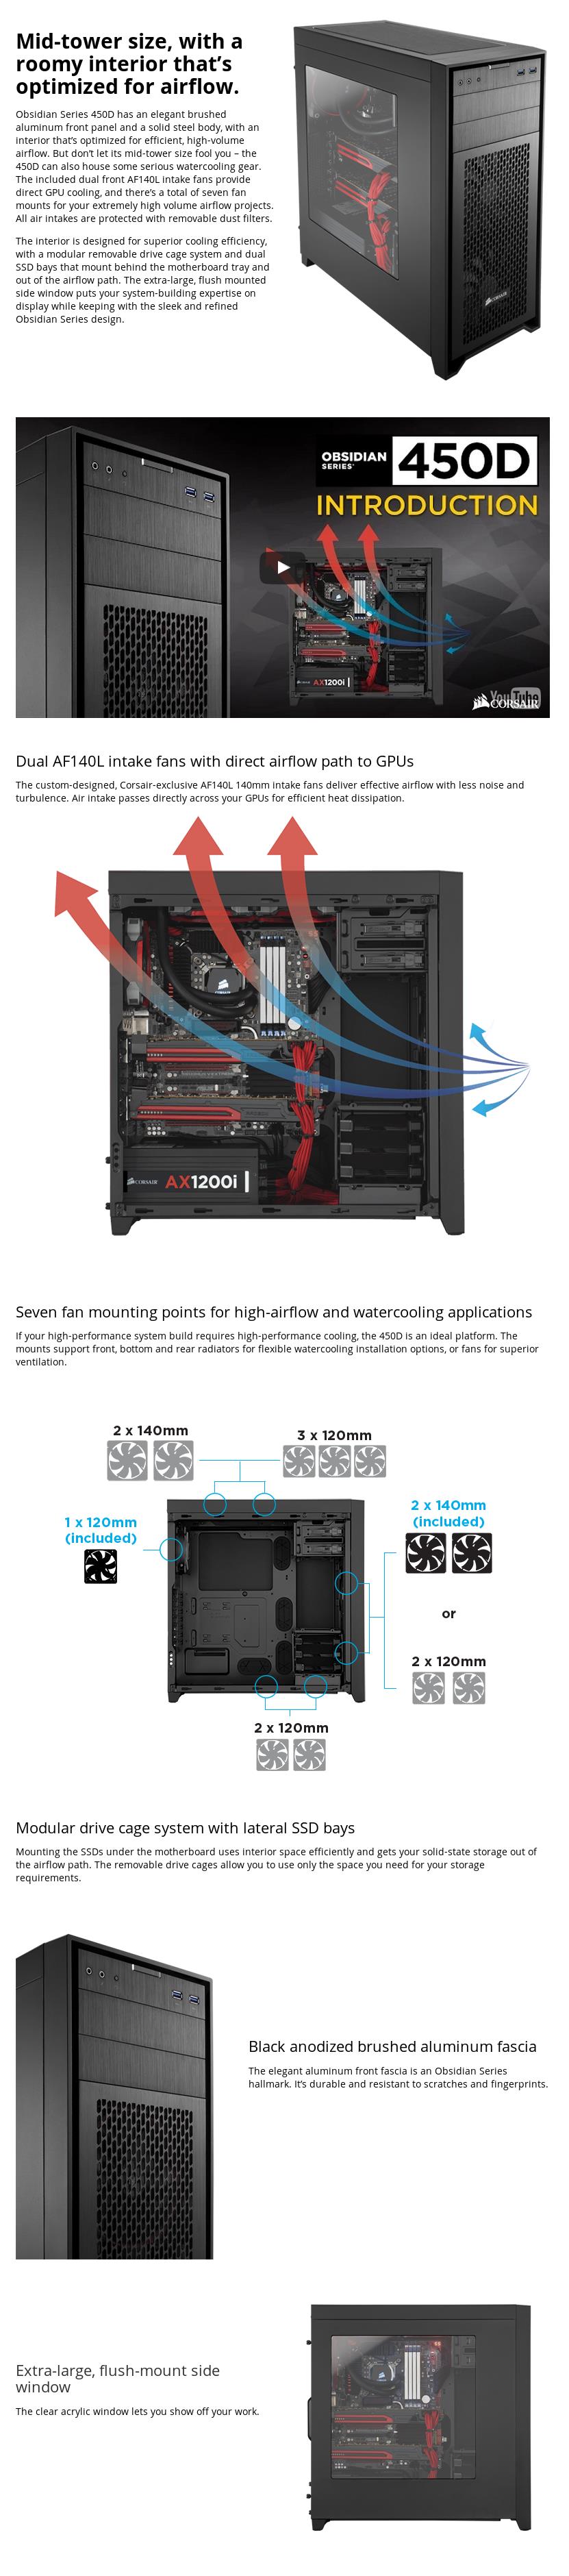 Mid-tower size, with a
roomy interior that's
optimized for airflow.
Obsidian Series 450D has an elegant brushed
aluminum front panel and a solid steel body, with an
interior that's optimized for efficient, high-volume
airflow. But don't let its mid-tower size fool you – the
450D can also house some serious watercooling gear.
The included dual front AF140L intake fans provide
direct GPU cooling, and there's a total of seven fan
mounts for your extremely high volume airflow projects.
All air intakes are protected with removable dust filters.
The interior is designed for superior cooling efficiency,
with a modular removable drive cage system and dual
SSD bays that mount behind the motherboard tray and
out of the airflow path. The extra-large, flush mounted
side window puts your system-building expertise on
display while keeping with the sleek and refined
Obsidian Series design.
CORSAIR
OBSIDIAN
SERIES
450D
INTRODUCTION
AX1200i
YouTube
CORSAIR
Dual AF140L intake fans with direct airflow path to GPUs
The custom-designed, Corsair-exclusive AF140L 140mm intake fans deliver effective airflow with less noise and
turbulence. Air intake passes directly across your GPUs for efficient heat dissipation.
CORSAIR
CORSAIR AX1200i
Seven fan mounting points for high-airflow and watercooling applications
If your high-performance system build requires high-performance cooling, the 450D is an ideal platform. The
mounts support front, bottom and rear radiators for flexible watercooling installation options, or fans for superior
ventilation.
2 x 140mm
3 x 120mm
1 x 120mm
(included)
2 x 140mm
(included)
or
2 x 120mm
2 x 120mm
Modular drive cage system with lateral SSD bays
Mounting the SSDs under the motherboard uses interior space efficiently and gets your solid-state storage out of
the airflow path. The removable drive cages allow you to use only the space you need for your storage
requirements.
Black anodized brushed aluminum fascia
The elegant aluminum front fascia is an Obsidian Series
hallmark. It's durable and resistant to scratches and fingerprints.
Extra-large, flush-mount side
window
The clear acrylic window lets you show off your work.